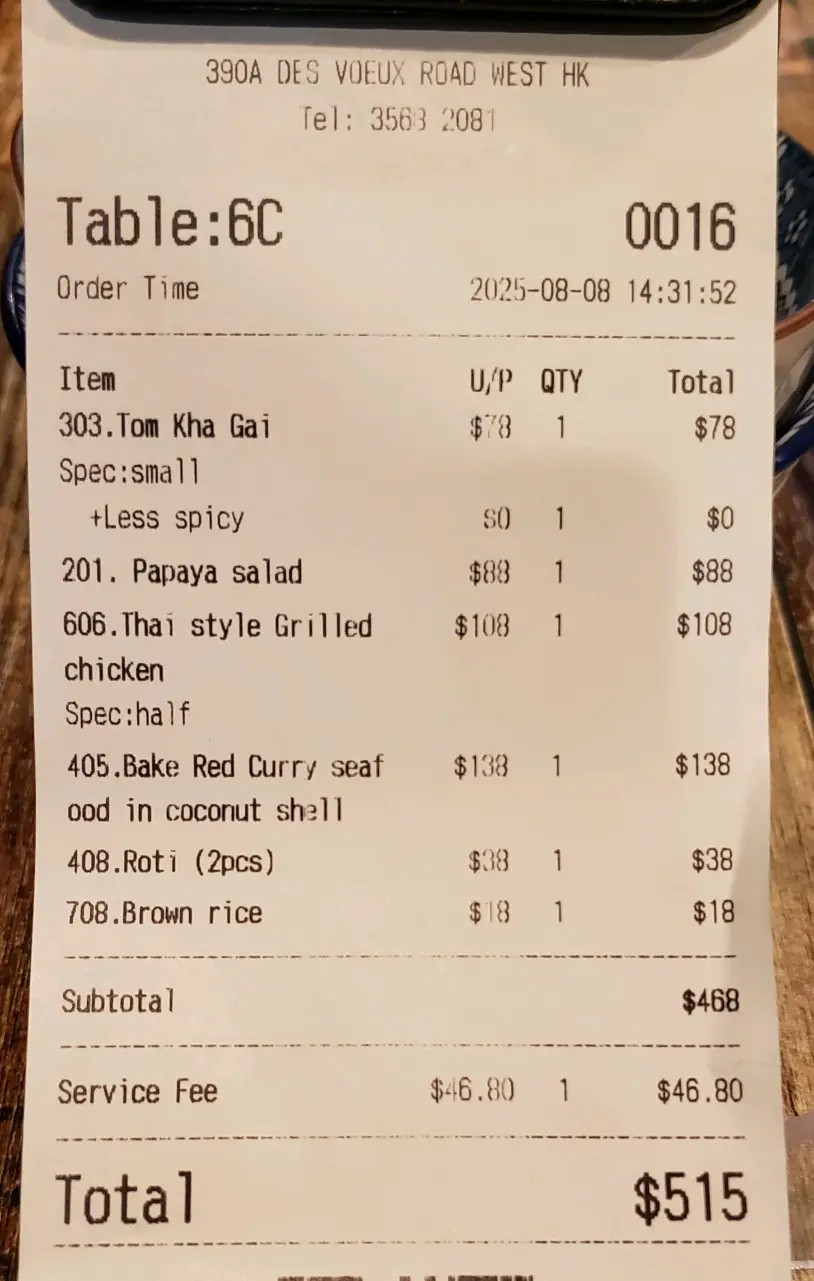 390A DES VOEUX ROAD WEST HK
Tel: 3563 2081
Table:6C 0016
Order Time 2025-08-08 14:31:52
Item U/P QTY Total
303.Tom Kha Gai $78 1 $78
Spec:small
+Less spicy $0 1 $0
201. Papaya salad $88 1 $88
606.Thai style Grilled $108 1 $108
chicken
Spec:half
405.Bake Red Curry seaf $138 1 $138
ood in coconut shell
408.Roti (2pcs) $38 1 $38
708.Brown rice $18 1 $18
Subtotal $468
Service Fee $46.80 1 $46.80
Total $515